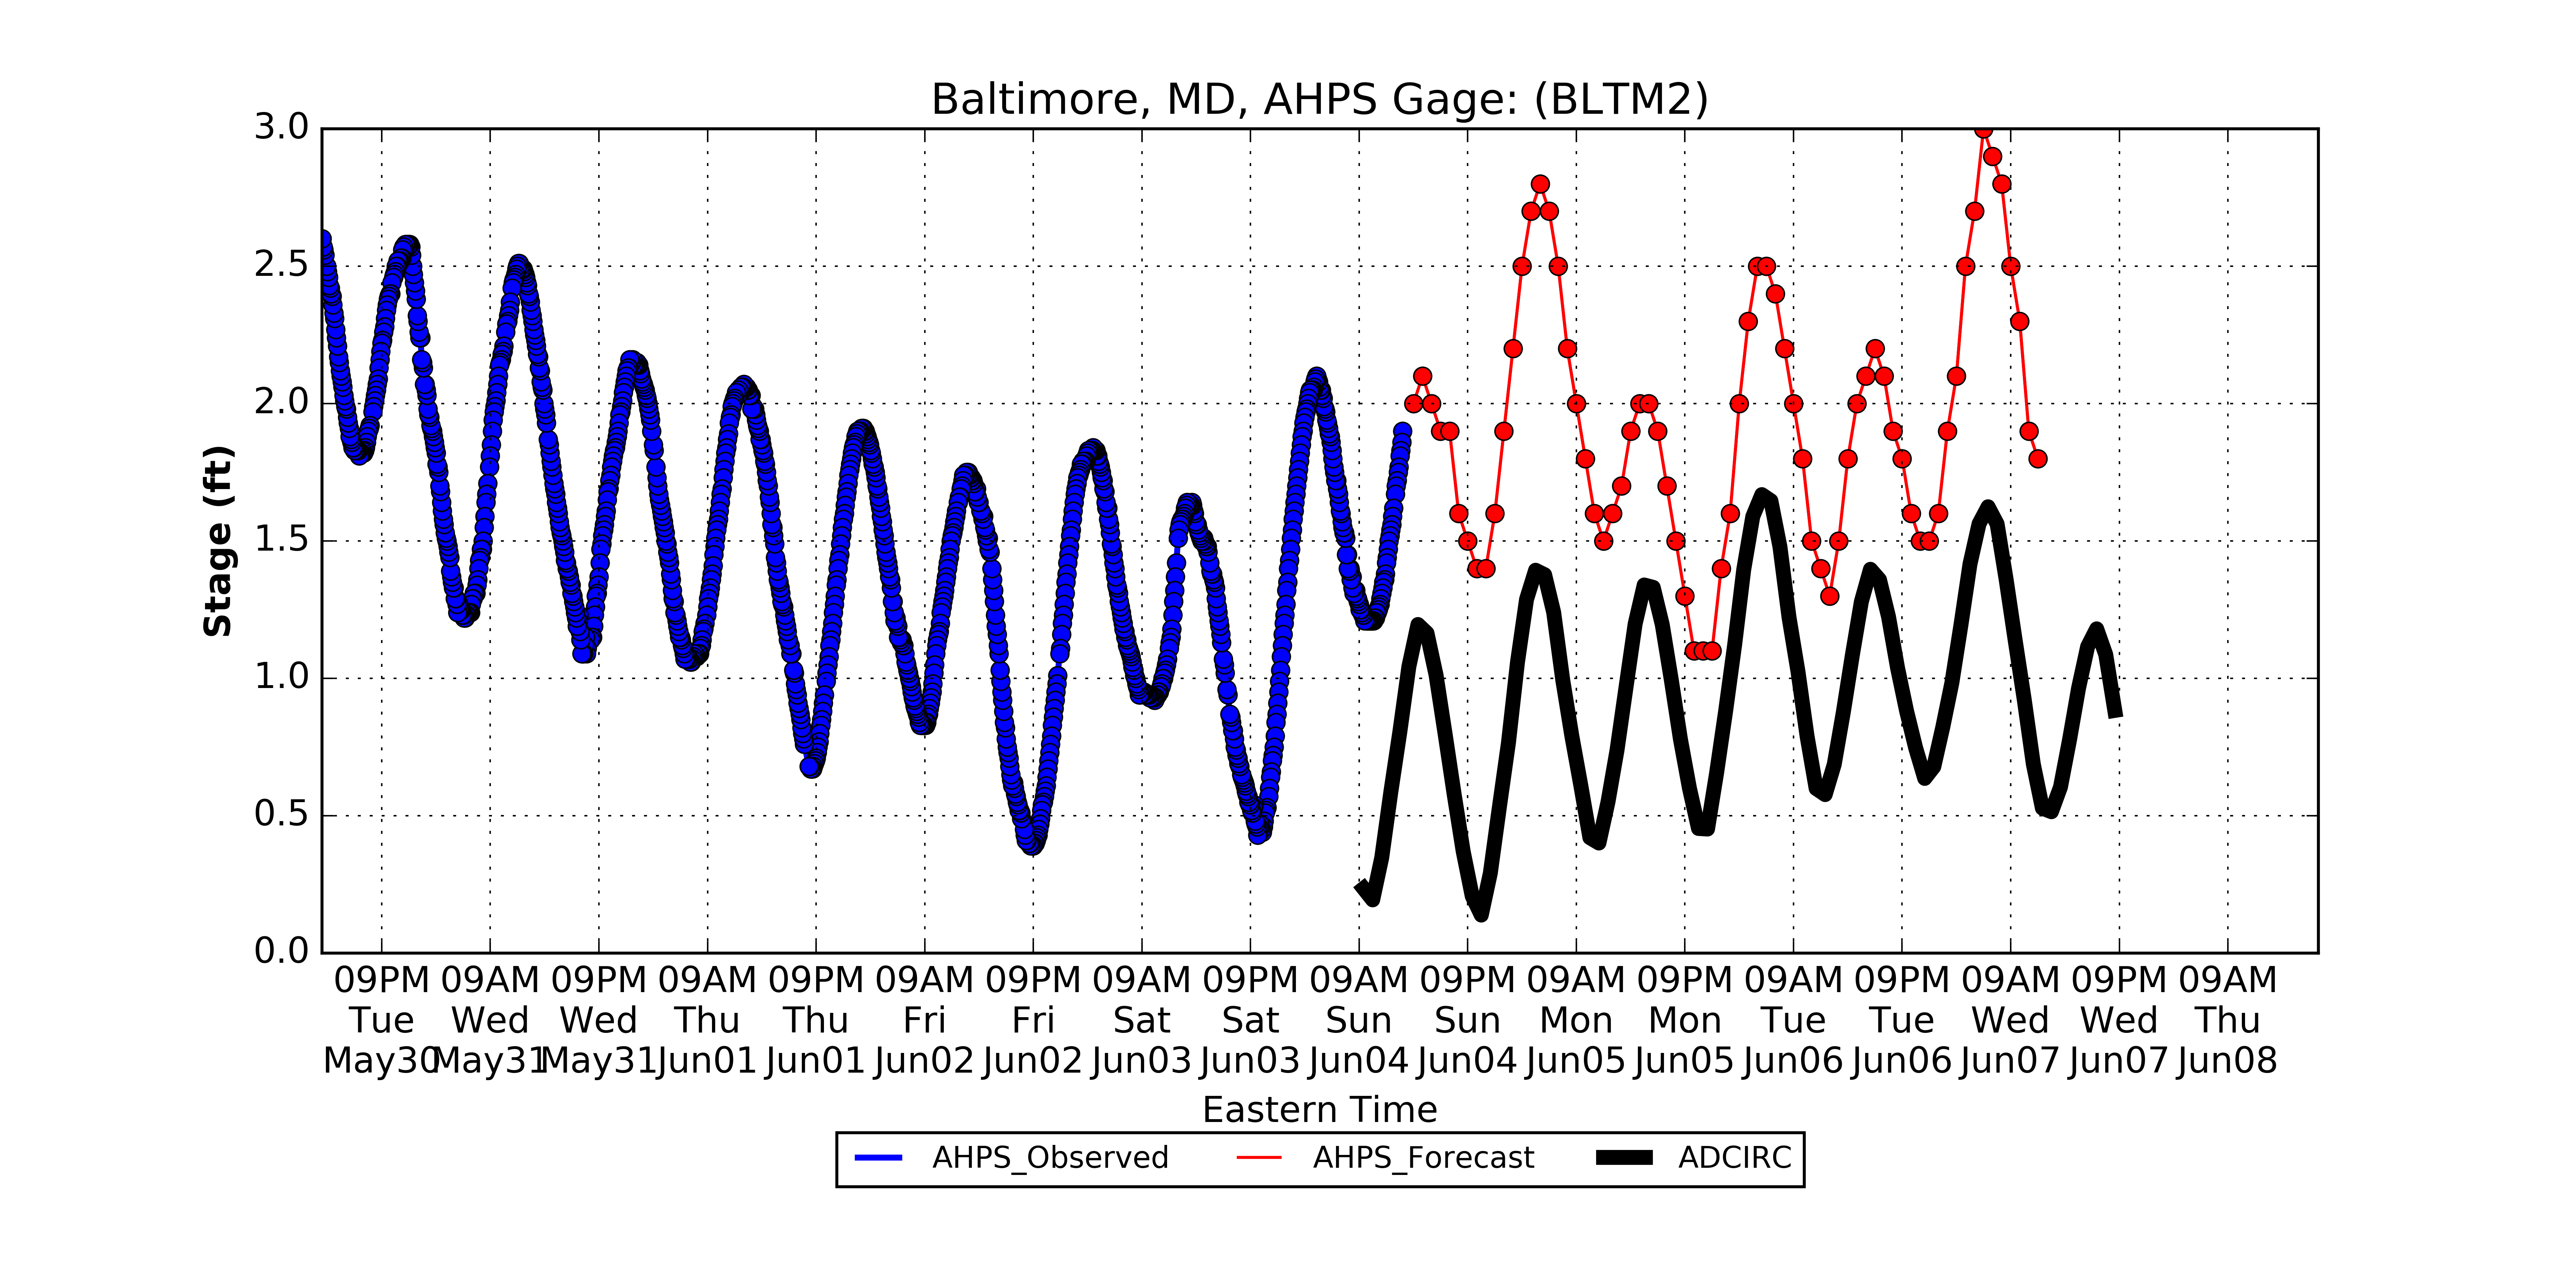 Baltimore, MD, AHPS Gage: (BLTM2)
3.0
2.5
2.0
1.5
1.0
0.5
0.0
Stage (ft)
09PM 09AM 09PM 09AM 09PM 09AM 09PM 09AM 09PM 09AM 09PM 09AM 09PM 09AM 09PM 09AM 09PM 09AM
Tue Wed Wed Thu Thu Fri Fri Sat Sat Sun Sun Mon Mon Tue Tue Wed Wed Thu
May30 May31 May31 Jun01 Jun01 Jun02 Jun02 Jun03 Jun03 Jun04 Jun04 Jun05 Jun05 Jun06 Jun06 Jun07 Jun07 Jun08
Eastern Time
AHPS_Observed AHPS_Forecast ADCIRC